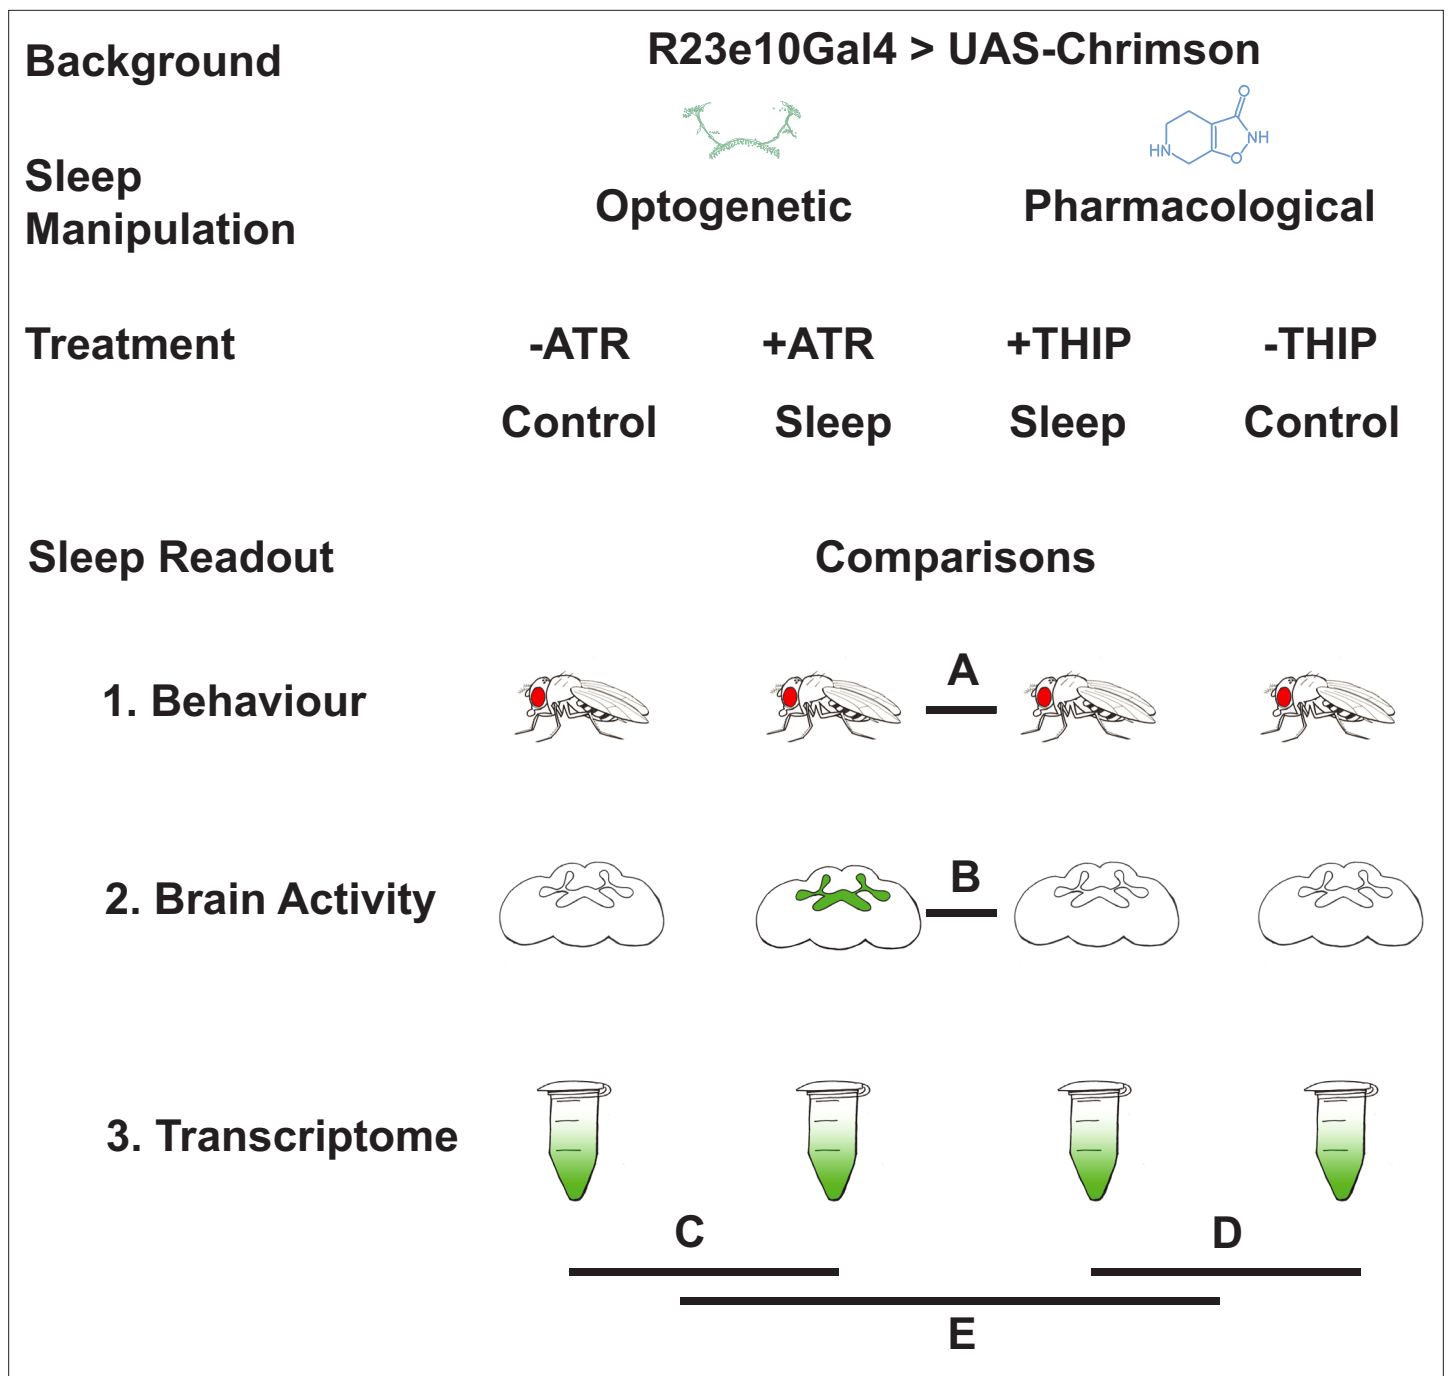 Background
R23e10Gal4 > UAS-Chrimson
O
HN
NH
O
Sleep
Manipulation
Optogenetic
Pharmacological
Treatment
-ATR
+ATR
+THIP
-THIP
Control
Sleep
Sleep
Control
Sleep Readout
Comparisons
1. Behaviour
A
2. Brain Activity
B
3. Transcriptome
C
D
E